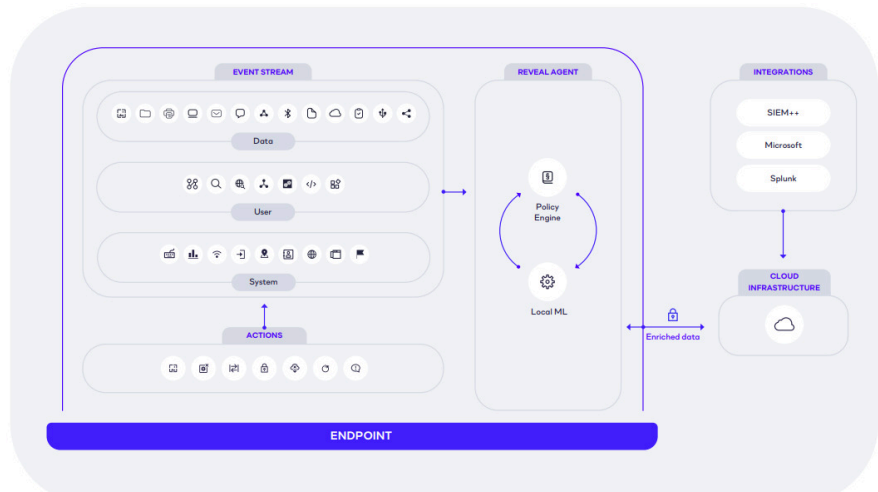 EVENT STREAM
REVEAL AGENT
INTEGRATIONS
Data
User
System
ACTIONS
Policy
Engine
Local ML
SIEM++
Microsoft
Splunk
CLOUD
INFRASTRUCTURE
Enriched data
ENDPOINT